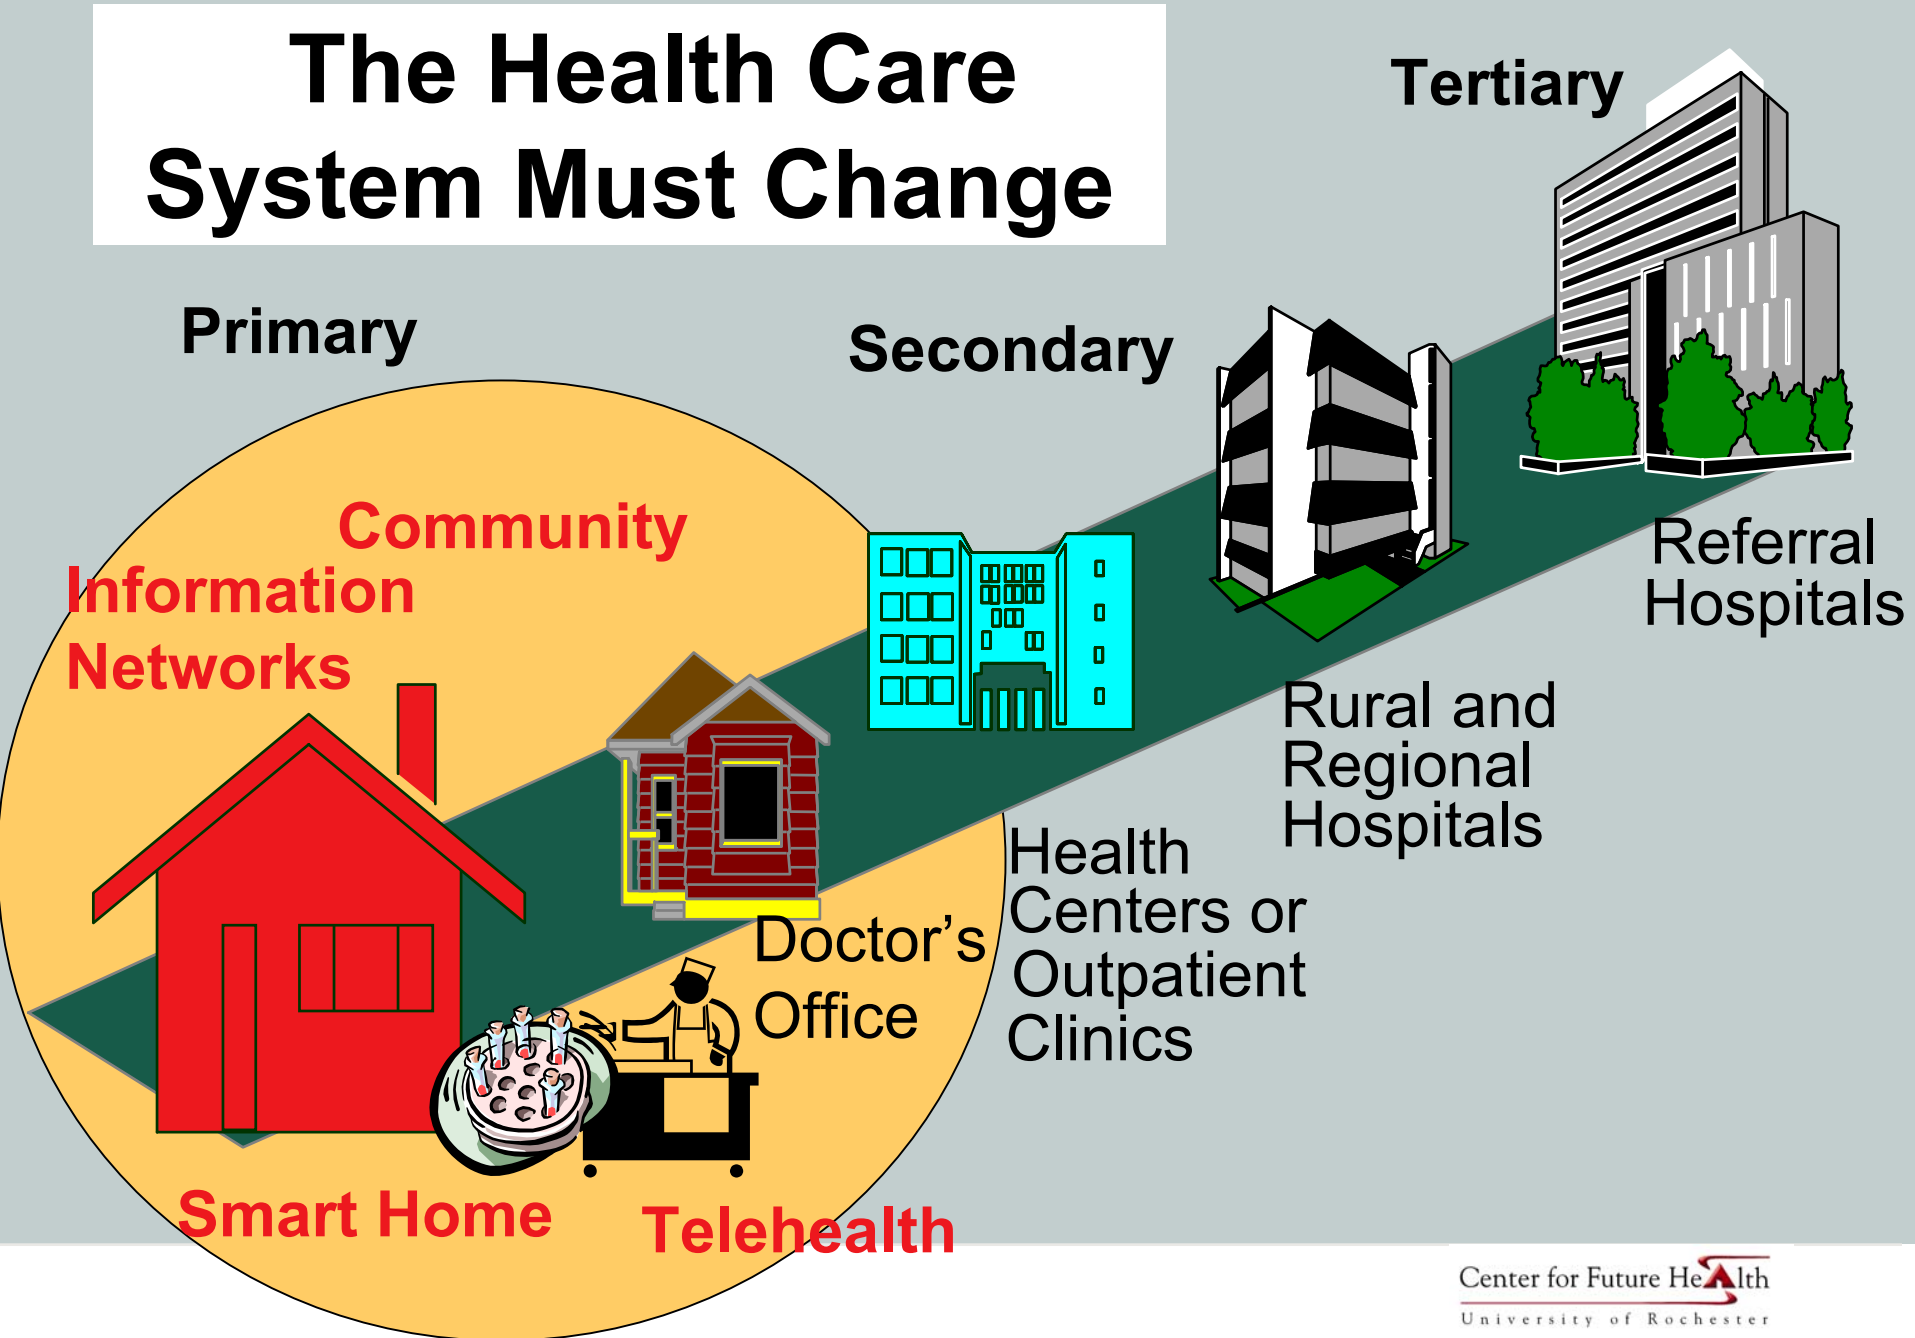 The Health Care
System Must Change
Tertiary
Primary
Secondary
Community
Information
Networks
Referral
Hospitals
Rural and
Regional
Hospitals
Health
Centers or
Outpatient
Clinics
Doctor’s
Office
Smart Home
Telehealth
Center for Future HeAlth
University of Rochester